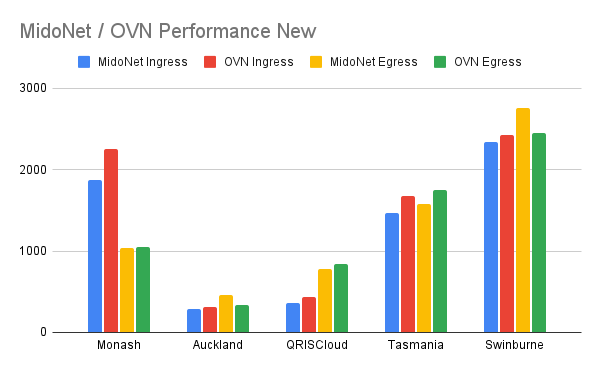 MidoNet / OVN Performance New
MidoNet Ingress OVN Ingress MidoNet Egress OVN Egress
3000
2000
1000
0
Monash Auckland QRISCloud Tasmania Swinburne